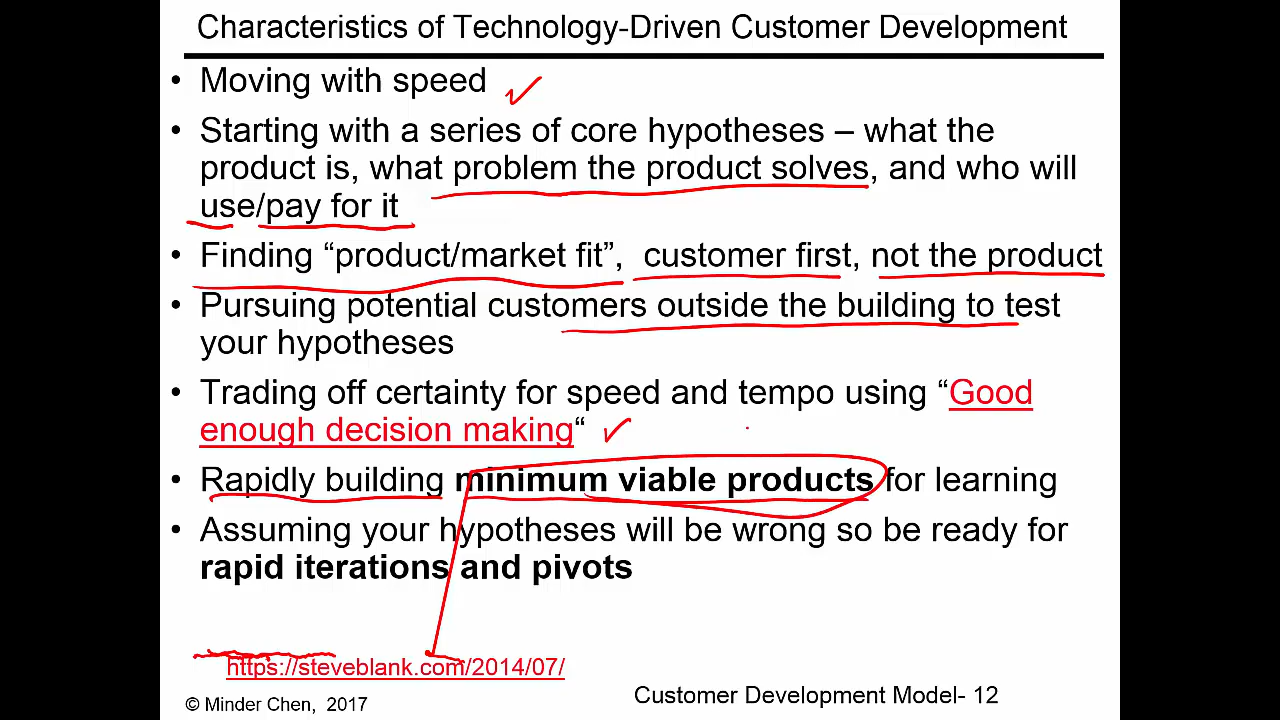 Characteristics of Technology-Driven Customer Development
• Moving with speed
• Starting with a series of core hypotheses – what the
product is, what problem the product solves, and who will
use/pay for it
• Finding “product/market fit”, customer first, not the product
• Pursuing potential customers outside the building to test
your hypotheses
• Trading off certainty for speed and tempo using “Good
enough decision making“
• Rapidly building minimum viable products for learning
• Assuming your hypotheses will be wrong so be ready for
rapid iterations and pivots
https://steveblank.com/2014/07/
© Minder Chen, 2017
Customer Development Model- 12